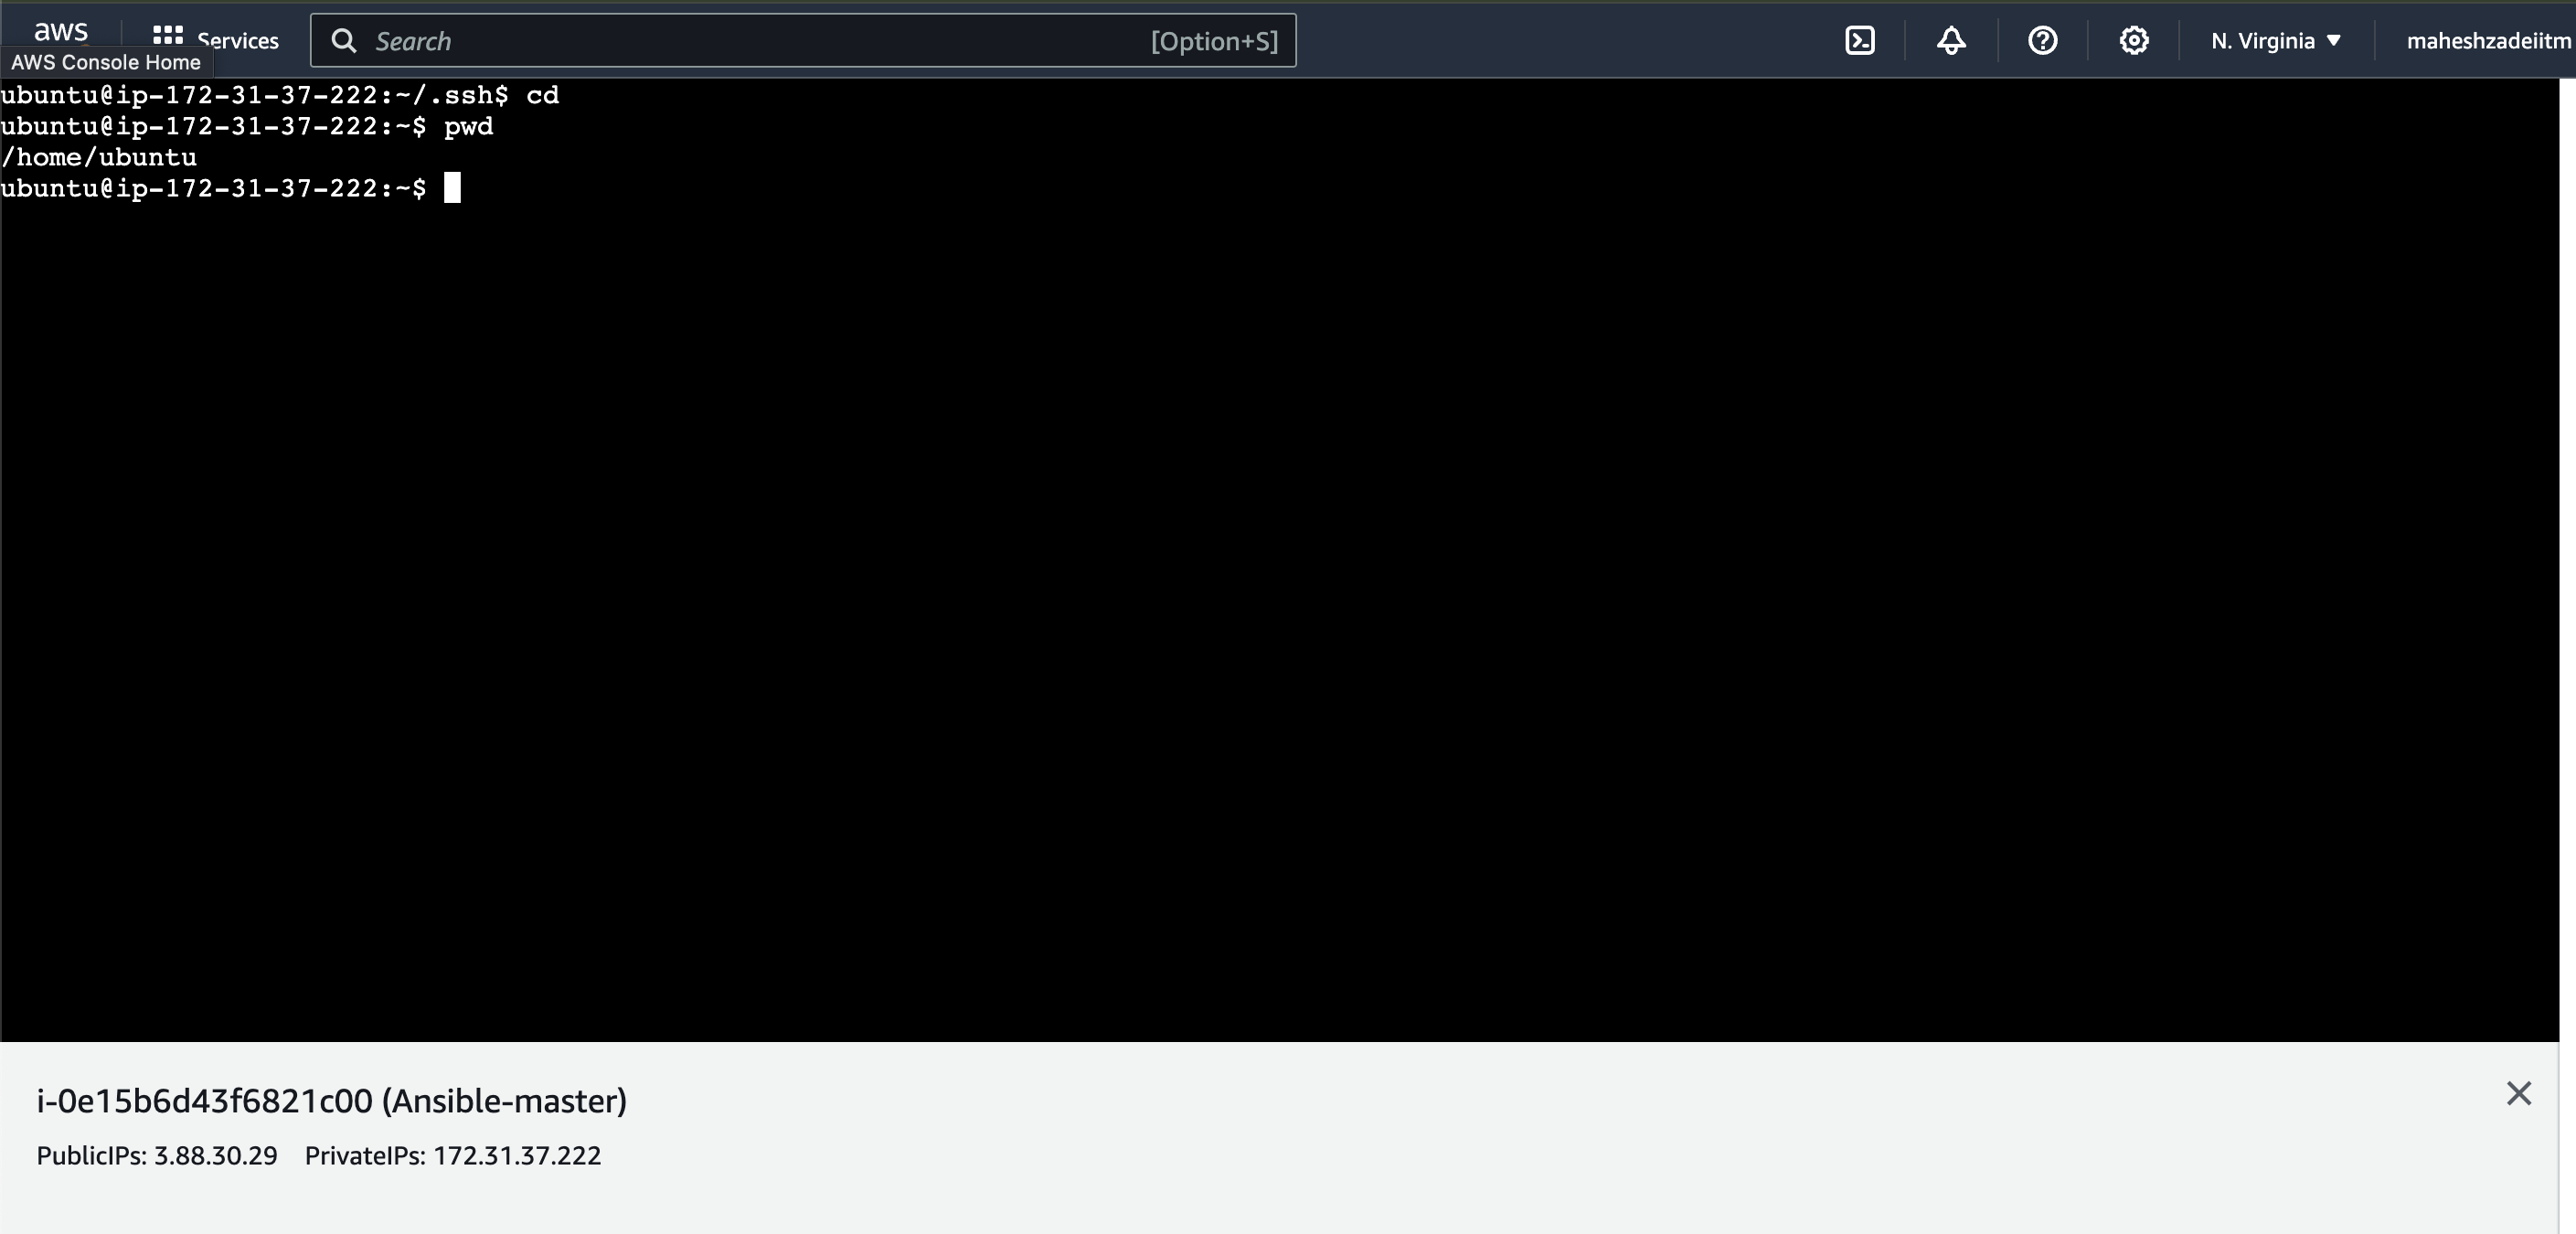 aws
Services
Search
[Option+S]
N. Virginia
maheshzadeiitm
AWS Console Home
ubuntu@ip-172-31-37-222:~/.ssh$ cd
ubuntu@ip-172-31-37-222:~$ pwd
/home/ubuntu
ubuntu@ip-172-31-37-222:~$
i-0e15b6d43f6821c00 (Ansible-master)
PublicIPs: 3.88.30.29 PrivateIPs: 172.31.37.222